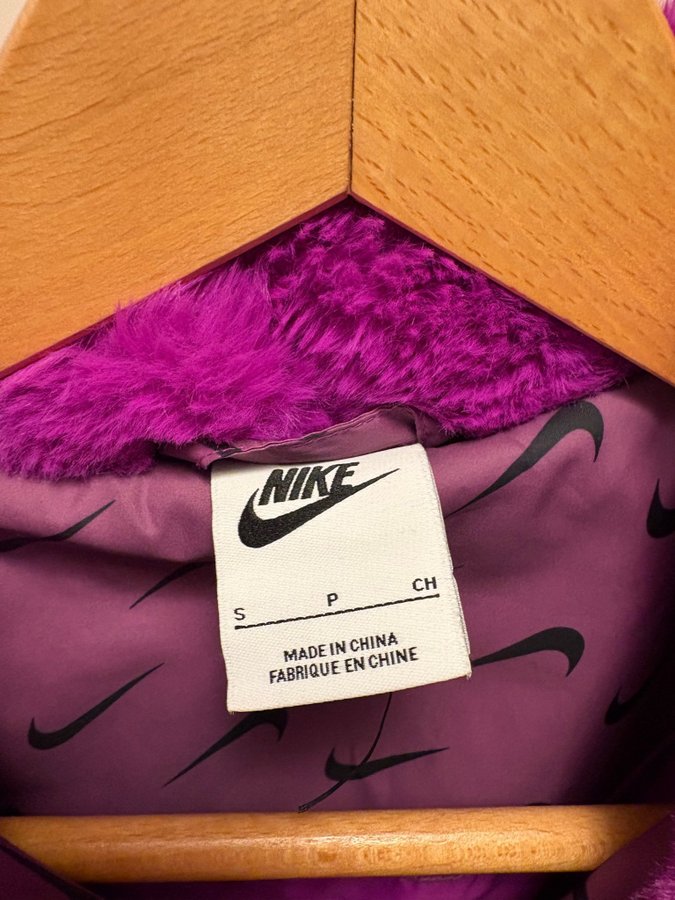 NIKE
S P CH
MADE IN CHINA
FABRIQUE EN CHINE